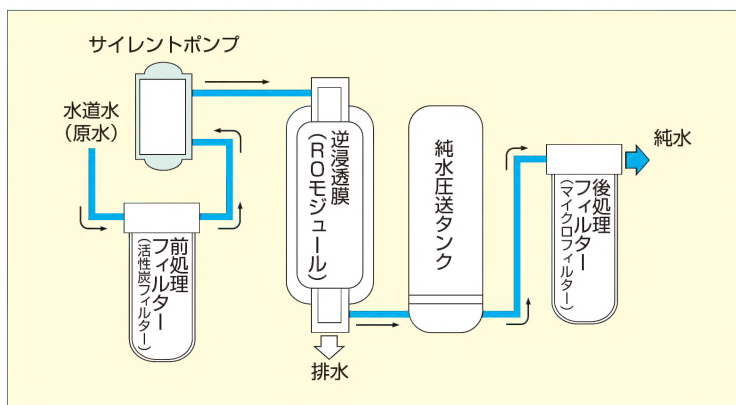 サイレントポンプ
水道水
（原水）
前処理
フィルター
（活性炭フィルター）
逆浸透膜
（ROモジュール）
排水
純水圧送タンク
後処理
フィルター
（マイクロフィルター）
純水